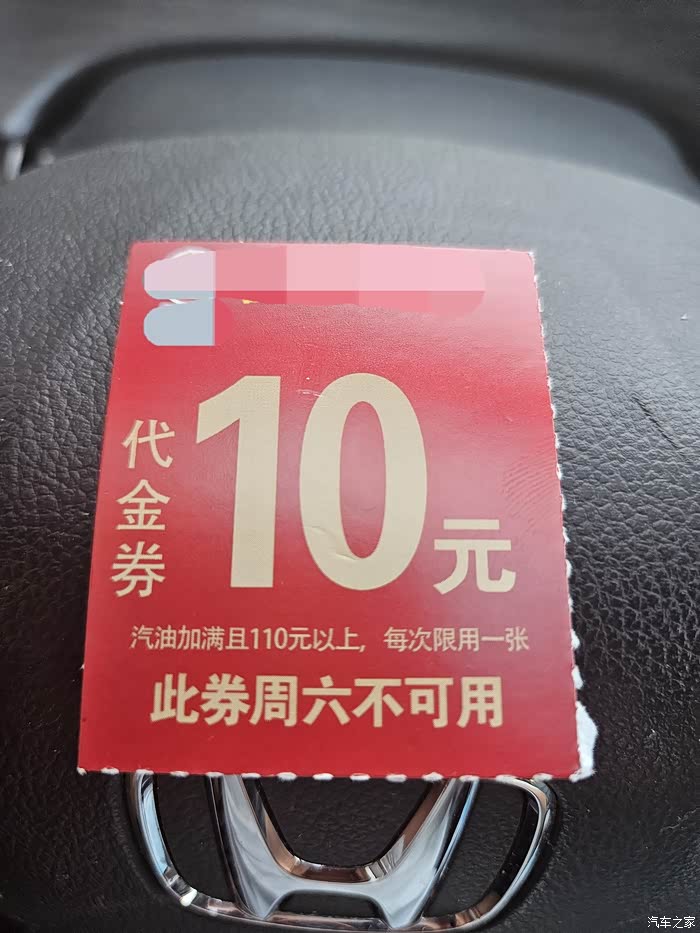 代金券
10元
汽油加满且110元以上，每次限用一张
此券周六不可用
汽车之家